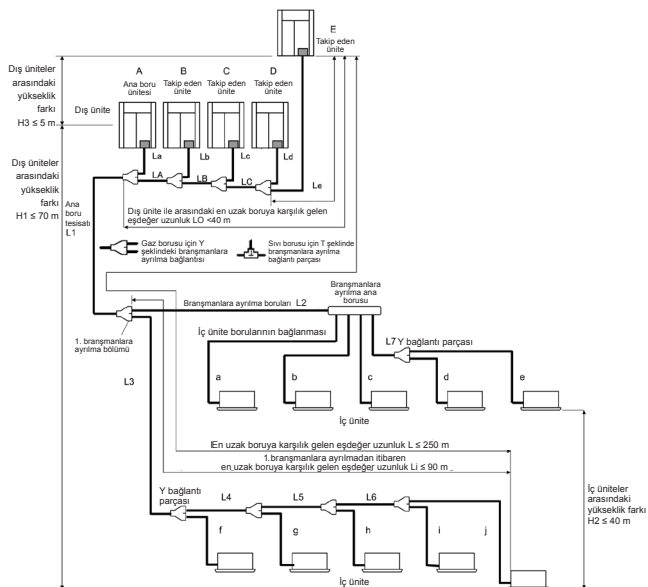 E
Takip eden
ünite
Dış üniteler
arasındaki
yükseklik
farkı
H3 ≤ 5 m
Dış ünite
A
Ana boru
ünitesi
B
Takip eden
ünite
C
Takip eden
ünite
D
Takip eden
ünite
La
Lb
Lc
Ld
Le
LA
LB
LC
Dış üniteler
arasındaki
yükseklik
farkı
H1 ≤ 70 m
Ana
boru
tesisatı
L1
Dış ünite ile arasındaki en uzak boruya karşılık gelen
eşdeğer uzunluk LO <40 m
Gaz borusu için Y
şeklindeki branşmanlara
ayrılma bağlantısı
Sıvı borusu için T şeklinde
branşmanlara ayrılma
bağlantı parçası
Branşmanlara ayrılma boruları L2
Branşmanlara
ayrılma ana
borusu
1. branşmanlara
ayrılma bölümü
İç ünite borularının bağlanması
L7
Y bağlantı parçası
L3
a
b
c
d
e
İç ünite
En uzak boruya karşılık gelen eşdeğer uzunluk L ≤ 250 m
1.branşmanlara ayrılmadan itibaren
en uzak boruya karşılık gelen eşdeğer uzunluk Li ≤ 90 m
İç üniteler
arasındaki
yükseklik farkı
H2 ≤ 40 m
Y bağlantı
parçası
L4
L5
L6
f
g
h
i
j
İç ünite